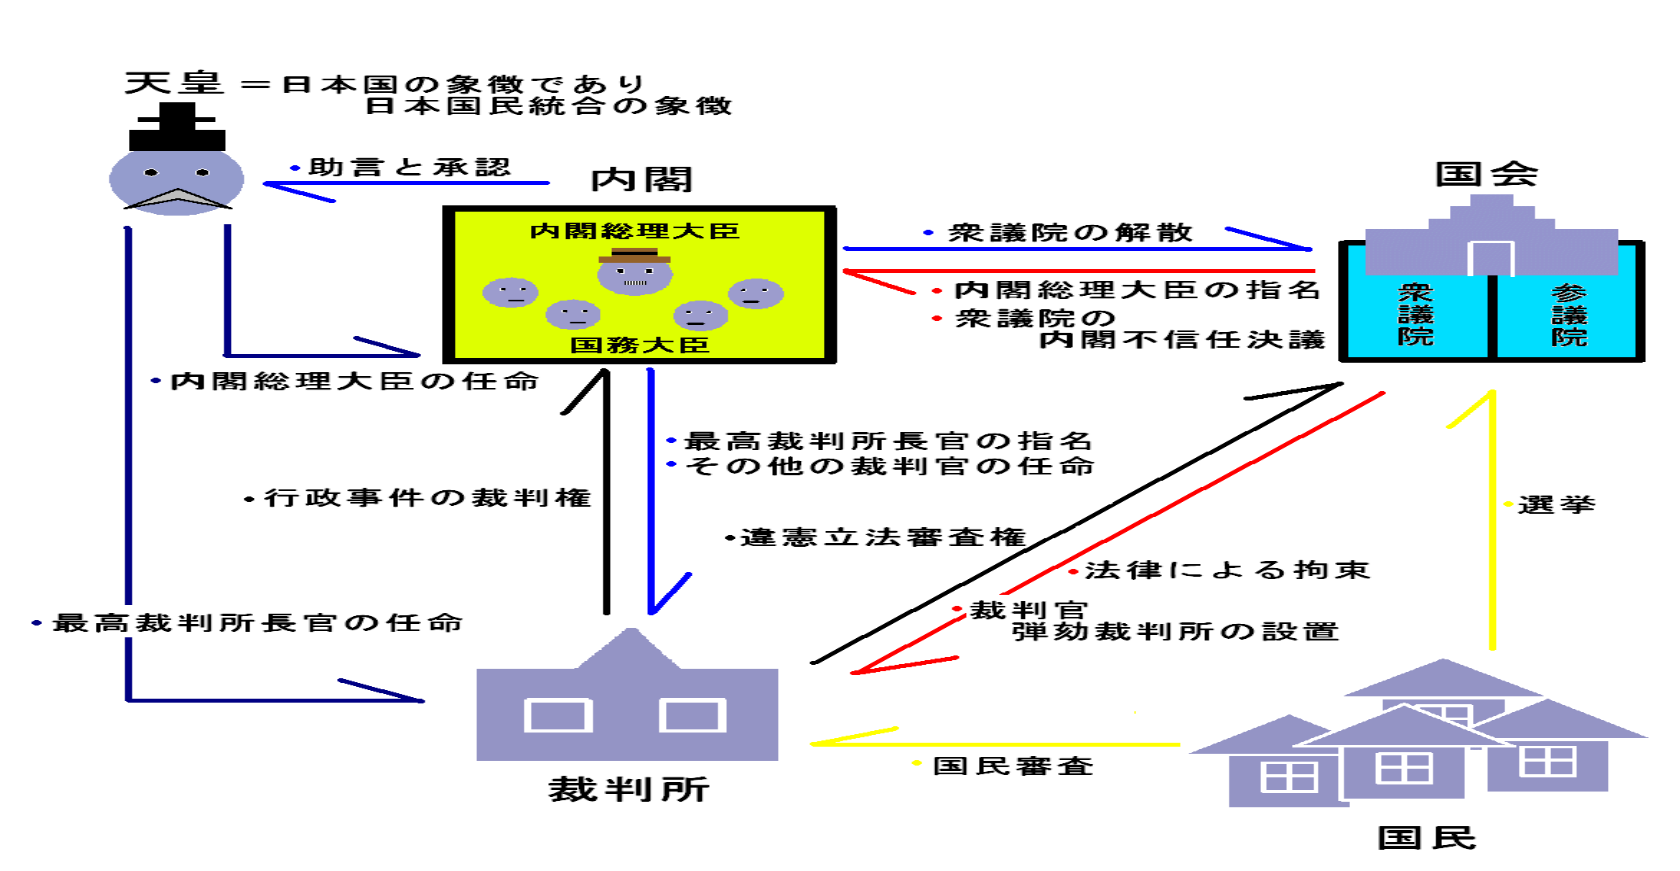 天皇＝日本国の象徴であり
日本国民統合の象徴
・助言と承認
内閣
国会
内閣総理大臣
国務大臣
・衆議院の解散
・内閣総理大臣の指名
・衆議院の
内閣不信任決議
衆議院
参議院
・内閣総理大臣の任命
・最高裁判所長官の指名
・その他の裁判官の任命
・行政事件の裁判権
・違憲立法審査権
・選挙
・法律による拘束
・裁判官
弾劾裁判所の設置
・最高裁判所長官の任命
・国民審査
裁判所
国民